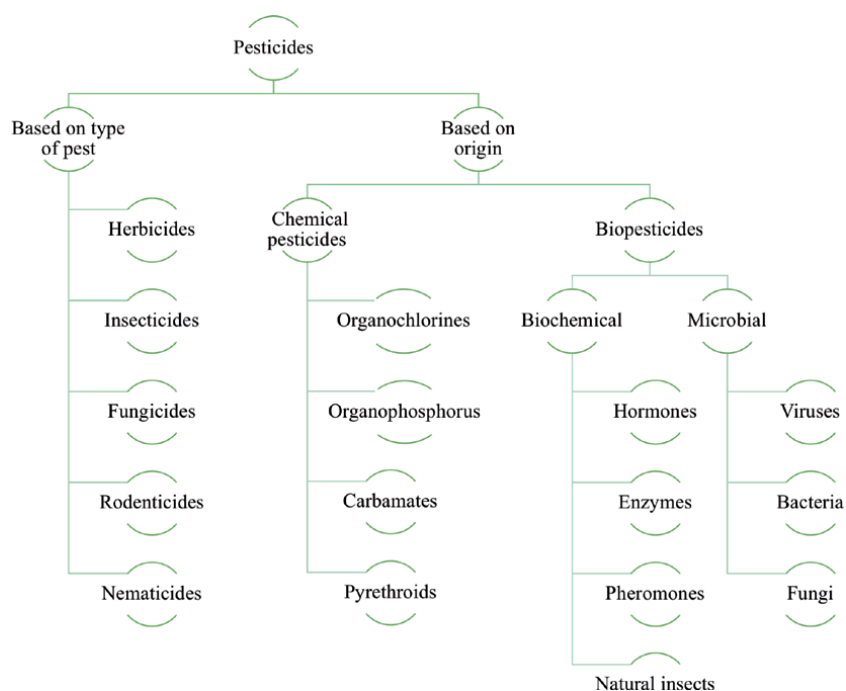 Pesticides
Based on type
of pest
Based on
origin
Herbicides
Chemical
pesticides
Biopesticides
Insecticides
Organochlorines
Biochemical
Microbial
Fungicides
Organophosphorus
Hormones
Viruses
Rodenticides
Carbamates
Enzymes
Bacteria
Nematicides
Pyrethroids
Pheromones
Fungi
Natural insects